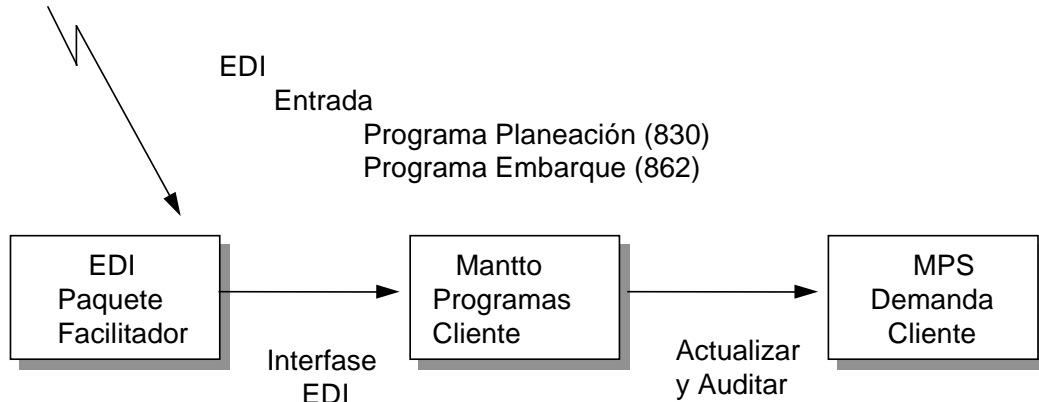 EDI
Entrada
Programa Planeación (830)
Programa Embarque (862)
EDI
Paquete
Facilitador
Interfase
EDI
Mantto
Programas
Cliente
Actualizar
y Auditar
MPS
Demanda
Cliente